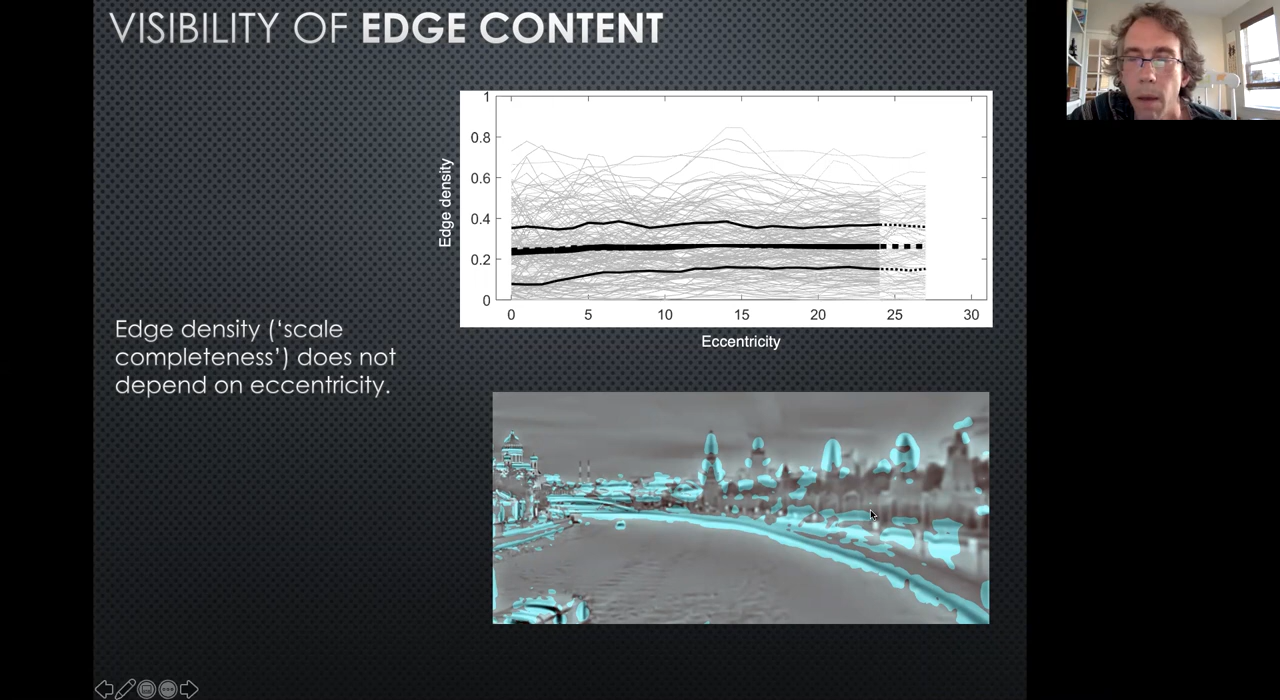 VISIBILITY OF EDGE CONTENT
1
0.8
0.6
0.4
0.2
0
Edge density
0 5 10 15 20 25 30
Eccentricity
Edge density (‘scale
completeness’) does not
depend on eccentricity.